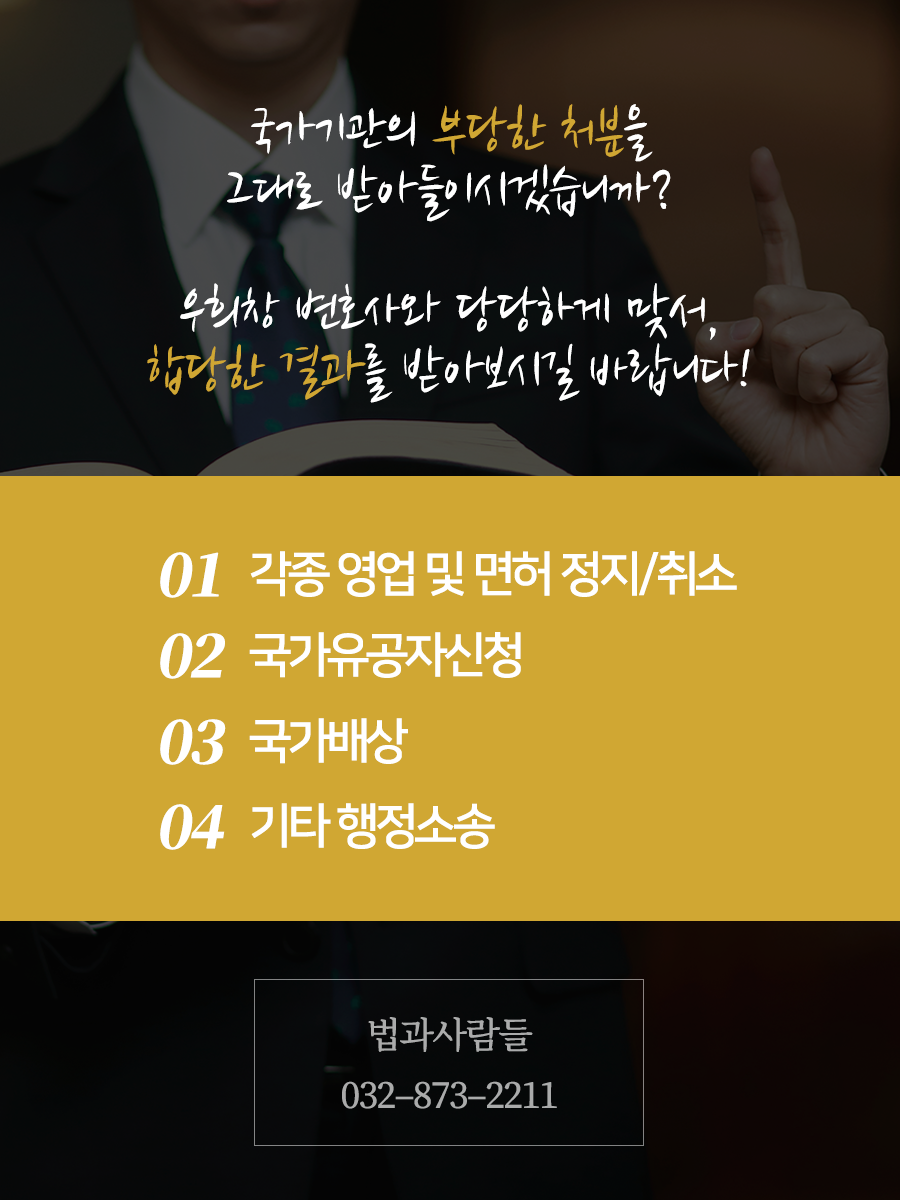 국가기관의 부당한 처분을
그대로 받아들이시겠습니까?
우희창 변호사와 당당하게 맞서,
합당한 결과를 받아보시길 바랍니다!
01 각종 영업 및 면허 정지/취소
02 국가유공자신청
03 국가배상
04 기타 행정소송
법과사람들
032–873–2211